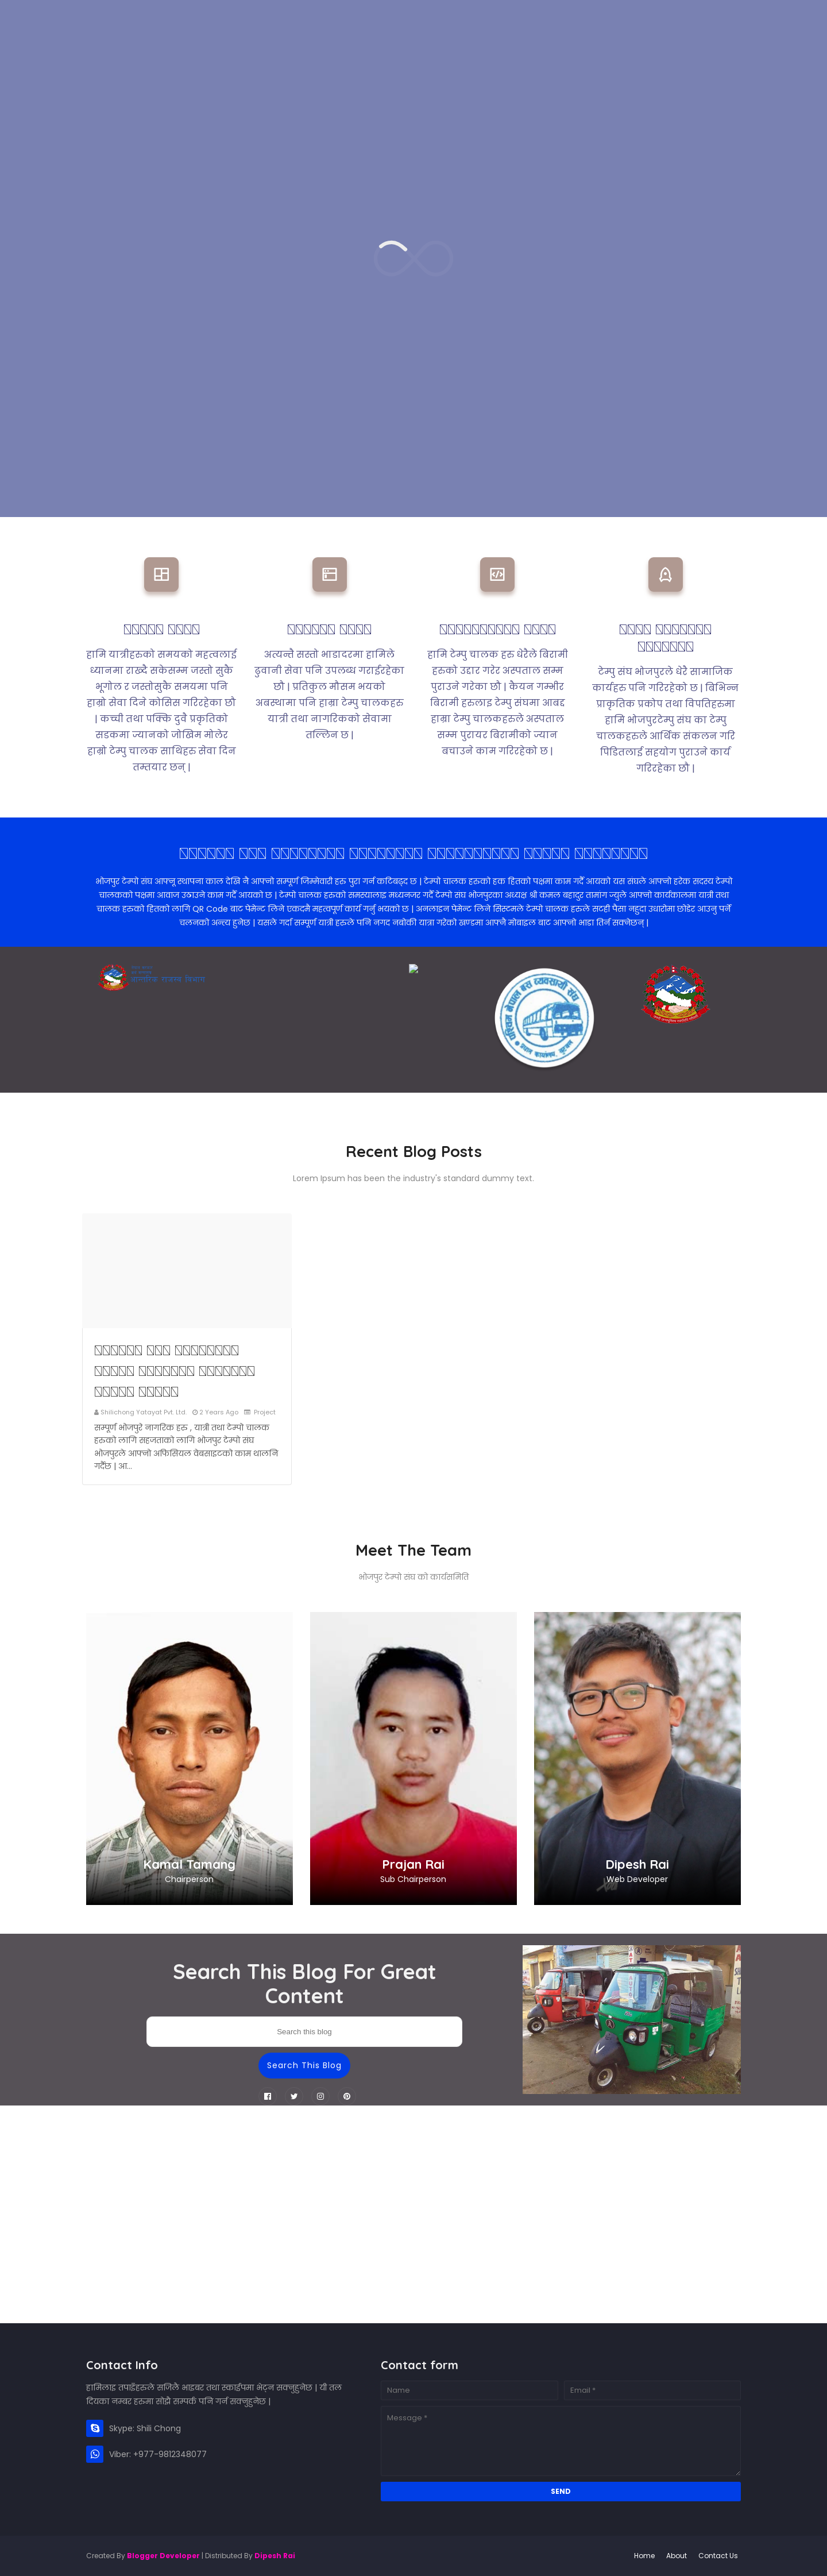 हामि यात्रीहरुको समयको महत्वलाई
ध्यानमा राख्दै सकेसम्म जस्तो सुकै
भूगोल र जस्तोसुकै समयमा पनि
हाम्रो सेवा दिने कोसिस गरिरहेका छौ
| कच्ची तथा पक्कि दुवै प्रकृतिको
सडकमा ज्यानको जोखिम मोलेर
हाम्रो टेम्पु चालक साथिहरु सेवा दिन
तम्तयार छन् |
अत्यन्तै सस्तो भाडादरमा हामिले
ढुवानी सेवा पनि उपलब्ध गराईरहेका
छौ | प्रतिकुल मौसम भयको
अबस्थामा पनि हाम्रा टेम्पु चालकहरु
यात्री तथा नागरिकको सेवामा
तल्लिन छ |
हामि टेम्पु चालक हरु धेरैले बिरामी
हरुको उद्दार गरेर अस्पताल सम्म
पुराउने गरेका छौ | कैयन गम्भीर
बिरामी हरुलाइ टेम्पु संघमा आबद्द
हाम्रा टेम्पु चालकहरुले अस्पताल
सम्म पुरायर बिरामीको ज्यान
बचाउने काम गरिरहेको छ |
टेम्पु संघ भोजपुरले धेरै सामाजिक
कार्यहरु पनि गरिरहेको छ | बिभिन्न
प्राकृतिक प्रकोप तथा विपतिहरुमा
हामि भोजपुरटेम्पु संघ का टेम्पु
चालकहरुले आर्थिक संकलन गरि
पिडितलाई सहयोग पुराउने कार्य
गरिरहेका छौ |
भोजपुर टेम्पो संघ आफ्नू स्थापना काल देखि नै आफ्नो सम्पूर्ण जिम्मेवारी हरु पुरा गर्न कटिबद्द छ | टेम्पो चालक हरुको हक हितको पक्षमा काम गर्दै आयको यस संघले आफ्नो हरेक सदस्य टेम्पो
चालकको पक्षमा आवाज उठाउने काम गर्दै आयको छ | टेम्पो चालक हरुको समस्यालाइ मध्यनजर गर्दै टेम्पो संघ भोजपुरका अध्यक्ष श्री कमल बहादुर तामाग ज्युले आफ्नो कार्यकालमा यात्री तथा
चालक हरुको हितको लागि QR Code बाट पेमेन्ट लिने एकदमै महत्वपूर्ण कार्य गर्नु भयको छ | अनलाइन पेमेन्ट लिने सिस्टमले टेम्पो चालक हरुले सटही पैसा नहुदा उधारोमा छोडेर आउनु पर्ने
चलनको अन्त्य हुनेछ | यसले गर्दा सम्पूर्ण यात्री हरुले पनि नगद नबोकी यात्रा गरेको खण्डमा आफ्नै मोबाइल बाट आफ्नो भाडा तिर्न सक्नेछन् |
आन्तरिक राजस्व विभाग
Recent Blog Posts
Lorem Ipsum has been the industry's standard dummy text.
Shilichong Yatayat Pvt. Ltd. 2 Years Ago Project
सम्पूर्ण भोजपुरे नागरिक हरु , यात्री तथा टेम्पो चालक
हरुको लागि सहजताको लागि भोजपुर टेम्पो संघ
भोजपुरले आफ्नो अफिसियल वेबसाइटको काम थालनि
गर्दैछ | आ...
Meet The Team
भोजपुर टेम्पो संघ को कार्यसमिति
Kamal Tamang
Chairperson
Prajan Rai
Sub Chairperson
Dipesh Rai
Web Developer
Search This Blog For Great
Content
Search this blog
Search This Blog
Contact Info
हामिलाइ तपाईहरुले सजिलै भाइबर तथा स्काईपमा भेट्न सक्नुहुनेछ | यी तल
दियका नम्बर हरुमा सोझै सम्पर्क पनि गर्न सक्नुहुनेछ |
Skype: Shili Chong
Viber: +977-9812348077
Contact form
Name
Email *
Message *
SEND
Created By Blogger Developer | Distributed By Dipesh Rai
Home About Contact Us